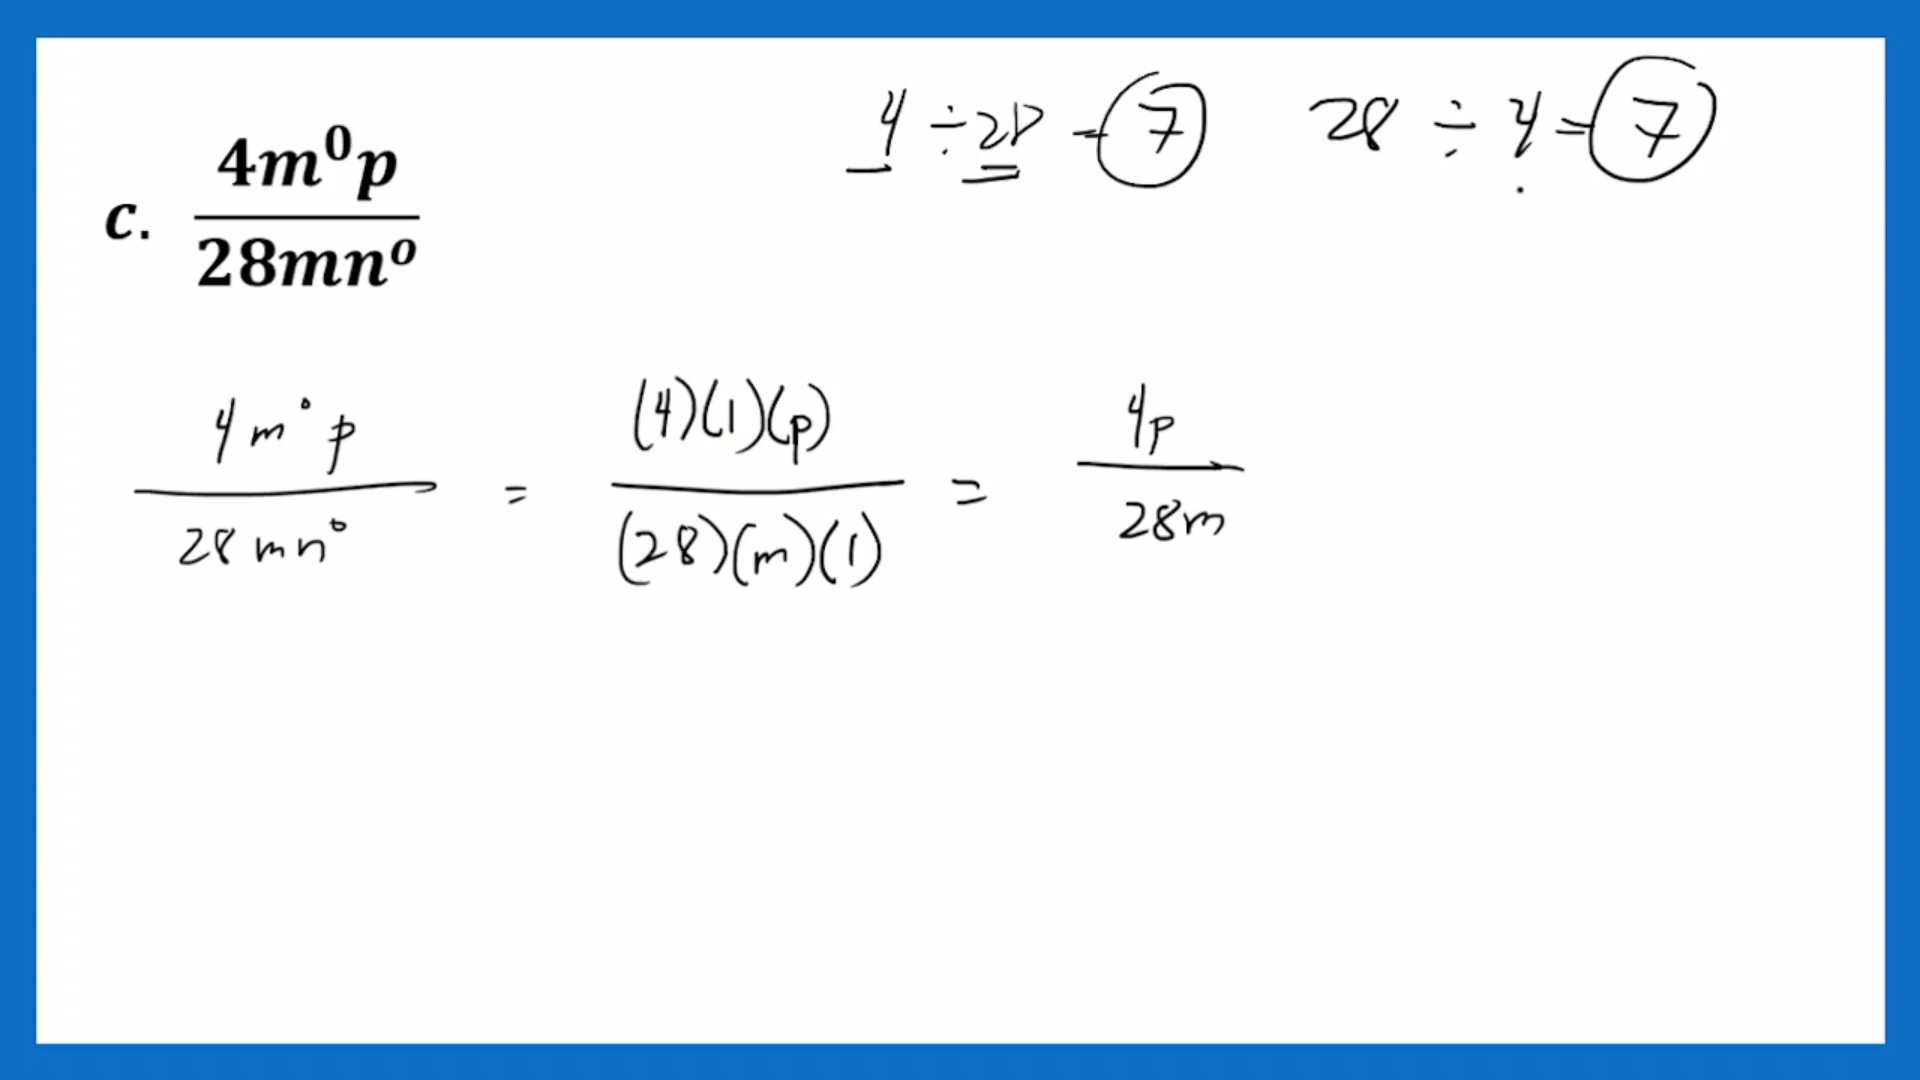 4 ÷ 28 = 7    28 ÷ 4 = 7
c. 4m⁰p / 28mn⁰
4m⁰p / 28mn⁰ = (4)(1)(p) / (28)(m)(1) = 4p / 28m